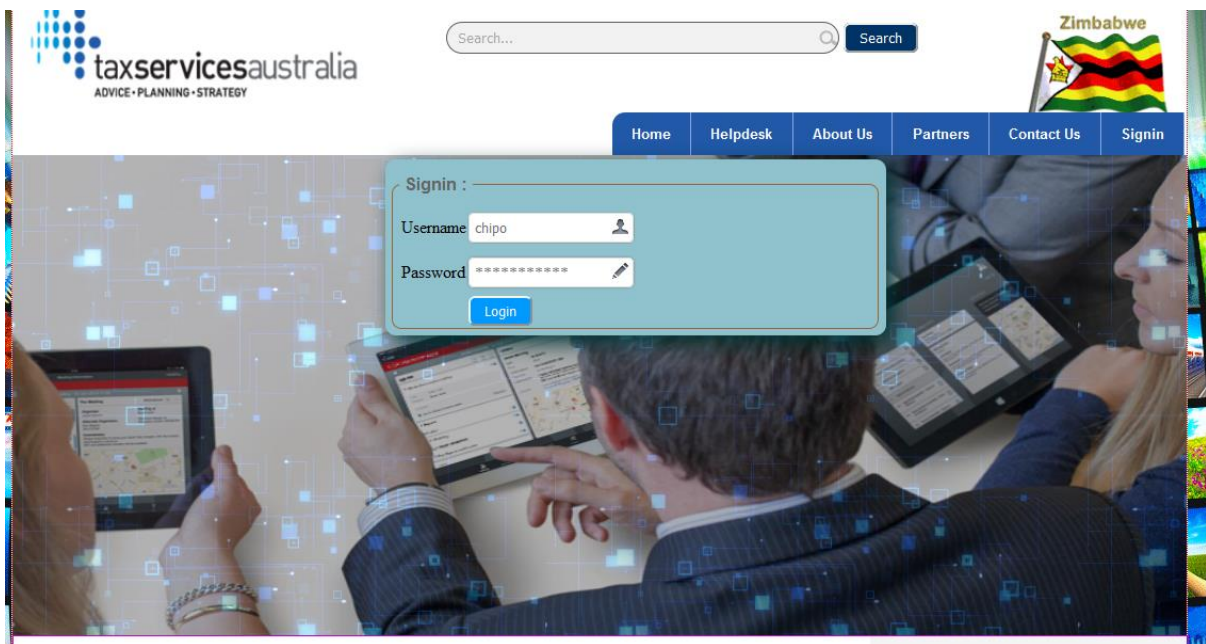 Zimbabwe
Search...
Search
taxservicesaustralia
ADVICE • PLANNING • STRATEGY
Home Helpdesk About Us Partners Contact Us Signin
Signin :
Username chipo
Password ***********
Login